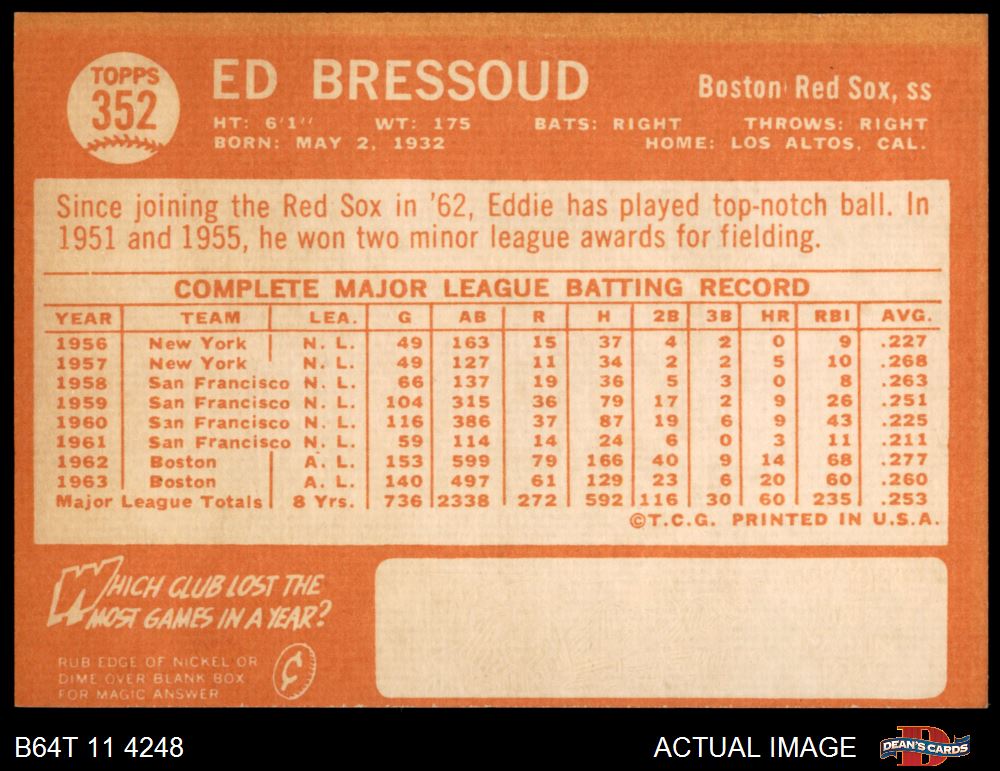 TOPPS
352
ED BRESSOUD
Boston Red Sox, ss
HT: 6'1" WT: 175 BATS: RIGHT THROWS: RIGHT
BORN: MAY 2, 1932 HOME: LOS ALTOS, CAL.
Since joining the Red Sox in '62, Eddie has played top-notch ball. In
1951 and 1955, he won two minor league awards for fielding.
COMPLETE MAJOR LEAGUE BATTING RECORD
YEAR TEAM LEA. G AB R H 2B 3B HR RBI AVG.
1956 New York N. L. 49 163 15 37 4 2 0 9 .227
1957 New York N. L. 49 127 11 34 2 2 5 10 .268
1958 San Francisco N. L. 66 137 19 36 5 3 0 8 .263
1959 San Francisco N. L. 104 315 36 79 17 2 9 26 .251
1960 San Francisco N. L. 116 386 37 87 19 6 9 43 .225
1961 San Francisco N. L. 59 114 14 24 6 0 3 11 .211
1962 Boston A. L. 153 599 79 166 40 9 14 68 .277
1963 Boston A. L. 140 497 61 129 23 6 20 60 .260
Major League Totals 8 Yrs. 736 2338 272 592 116 30 60 235 .253
©T.C.G. PRINTED IN U.S.A.
WHICH CLUB LOST THE
MOST GAMES IN A YEAR?
RUB EDGE OF NICKEL OR
DIME OVER BLANK BOX
FOR MAGIC ANSWER
¢
B64T 11 4248
ACTUAL IMAGE
DEAN'S CARDS